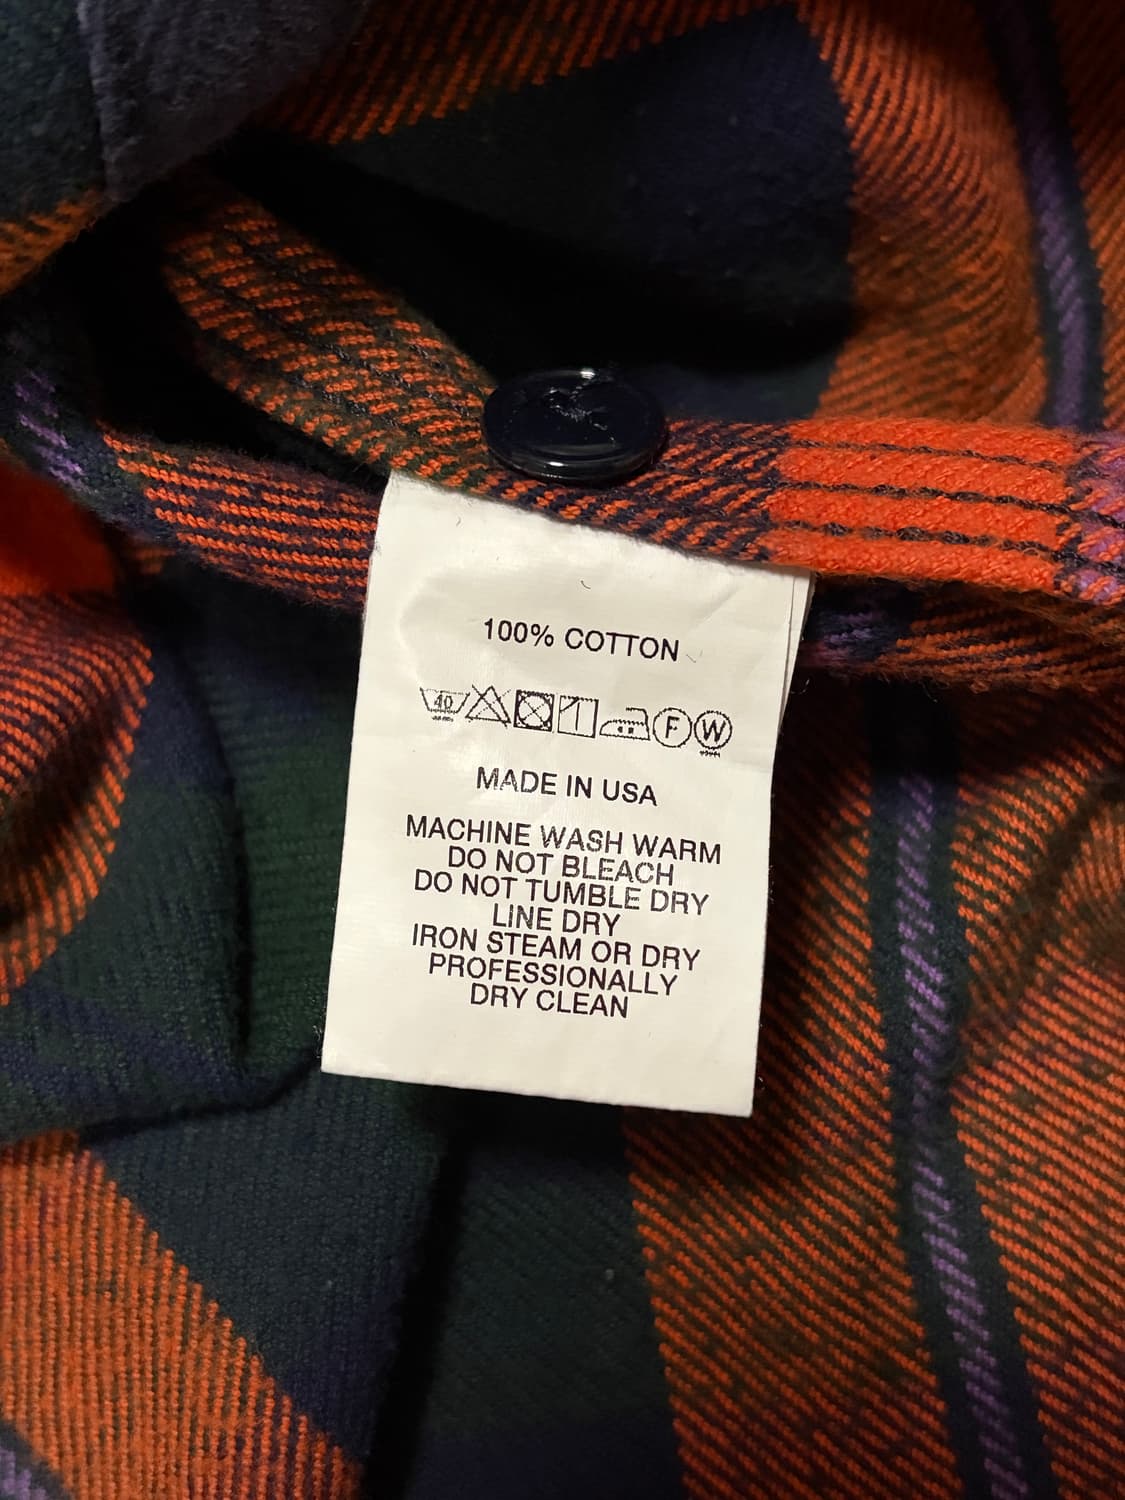 100% COTTON
40 F W
MADE IN USA
MACHINE WASH WARM
DO NOT BLEACH
DO NOT TUMBLE DRY
LINE DRY
IRON STEAM OR DRY
PROFESSIONALLY
DRY CLEAN